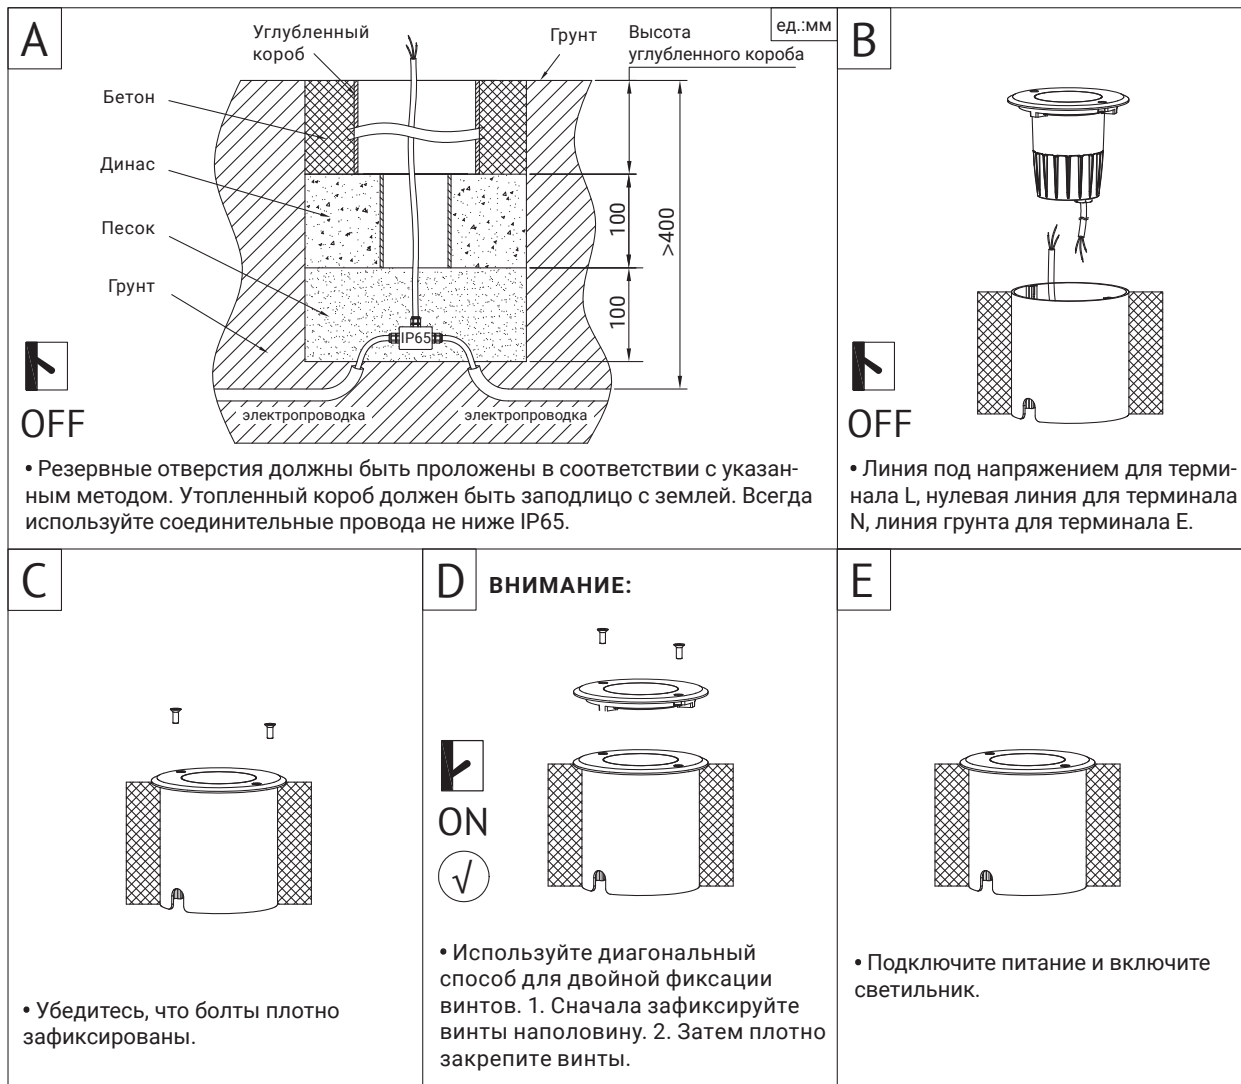 A
Углубленный
короб
Грунт
Высота
углубленного короба
ед.:мм
Бетон
Динас
Песок
Грунт
100
100
>400
IP65
электропроводка
электропроводка
OFF
• Резервные отверстия должны быть проложены в соответствии с указан-
ным методом. Утопленный короб должен быть заподлицо с землей. Всегда
используйте соединительные провода не ниже IP65.
B
OFF
• Линия под напряжением для терми-
нала L, нулевая линия для терминала
N, линия грунта для терминала E.
C
• Убедитесь, что болты плотно
зафиксированы.
D
ВНИМАНИЕ:
ON
√
• Используйте диагональный
способ для двойной фиксации
винтов. 1. Сначала зафиксируйте
винты наполовину. 2. Затем плотно
закрепите винты.
E
• Подключите питание и включите
светильник.